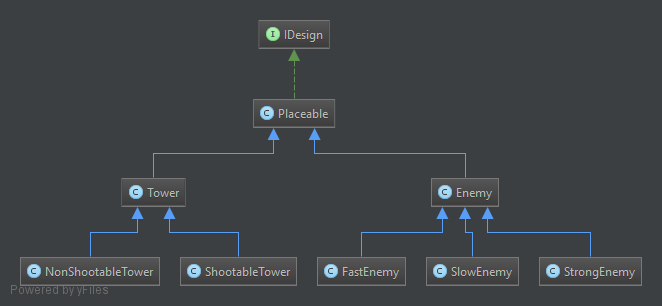 I IDesign
C Placeable
C Tower
C Enemy
C NonShootableTower
C ShootableTower
C FastEnemy
C SlowEnemy
C StrongEnemy
Powered by yFiles